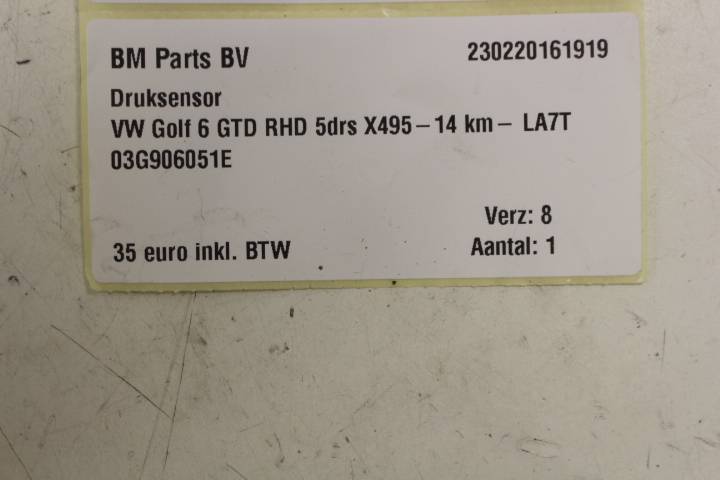 BM Parts BV 230220161919
Druksensor
VW Golf 6 GTD RHD 5drs X495 – 14 km – LA7T
03G906051E
Verz: 8
35 euro inkl. BTW Aantal: 1